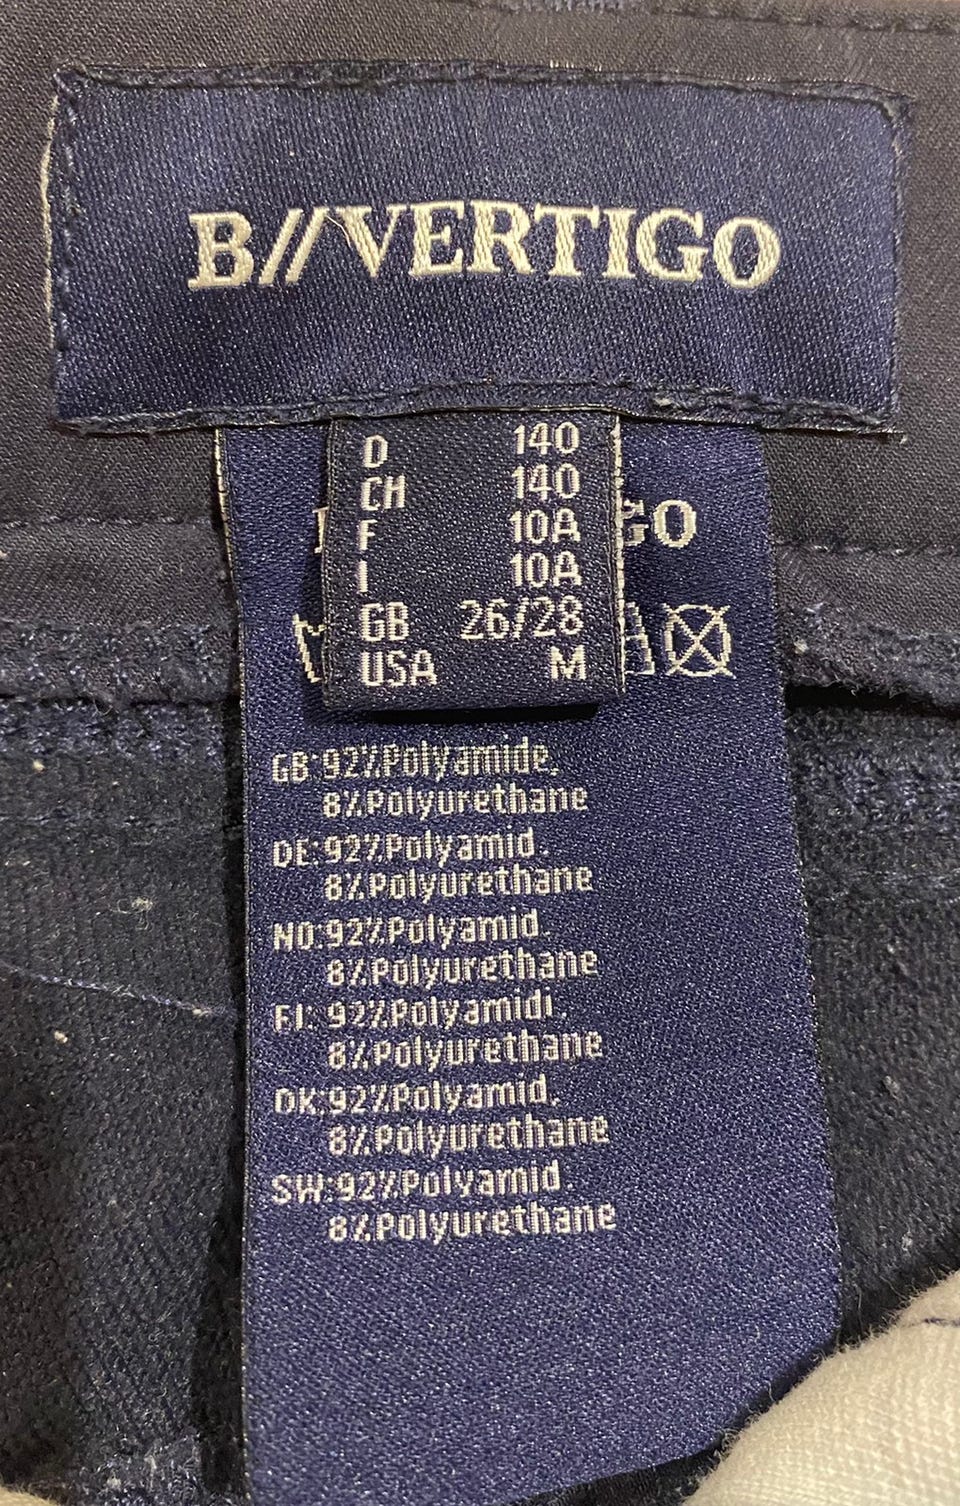 B//VERTIGO
D 140
CH 140
F 10A
I 10A
GB 26/28
USA M
GO
GB:92%Polyamide,
8%Polyurethane
DE:92%Polyamid.
8%Polyurethane
NO:92%Polyamid.
8%Polyurethane
FI: 92%Polyamidi.
8%Polyurethane
DK:92%Polyamid.
8%Polyurethane
SW:92%Polyamid
8%Polyurethane